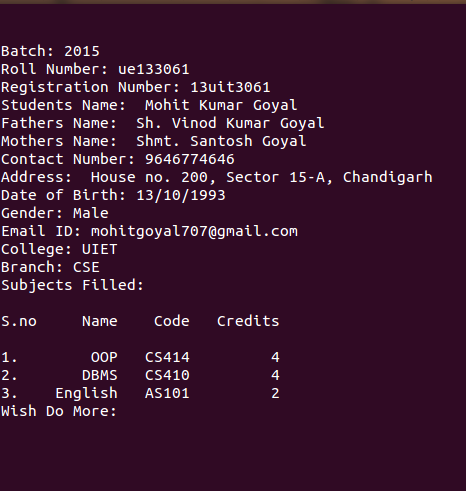 Batch: 2015
Roll Number: ue133061
Registration Number: 13uit3061
Students Name:  Mohit Kumar Goyal
Fathers Name:  Sh. Vinod Kumar Goyal
Mothers Name:  Shmt. Santosh Goyal
Contact Number: 9646774646
Address:  House no. 200, Sector 15-A, Chandigarh
Date of Birth: 13/10/1993
Gender: Male
Email ID: mohitgoyal707@gmail.com
College: UIET
Branch: CSE
Subjects Filled:
S.no     Name    Code   Credits
1.        OOP   CS414      4
2.       DBMS   CS410      4
3.    English   AS101      2
Wish Do More: